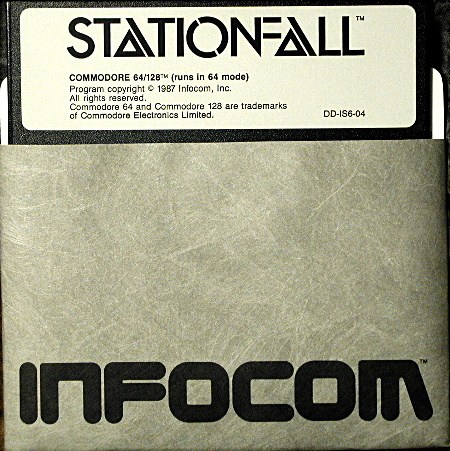 STATIONFALL™
COMMODORE 64/128™ (runs in 64 mode)
Program copyright © 1987 Infocom, Inc.
All rights reserved.
Commodore 64 and Commodore 128 are trademarks
of Commodore Electronics Limited. DD-IS6-04
INFOCOM™